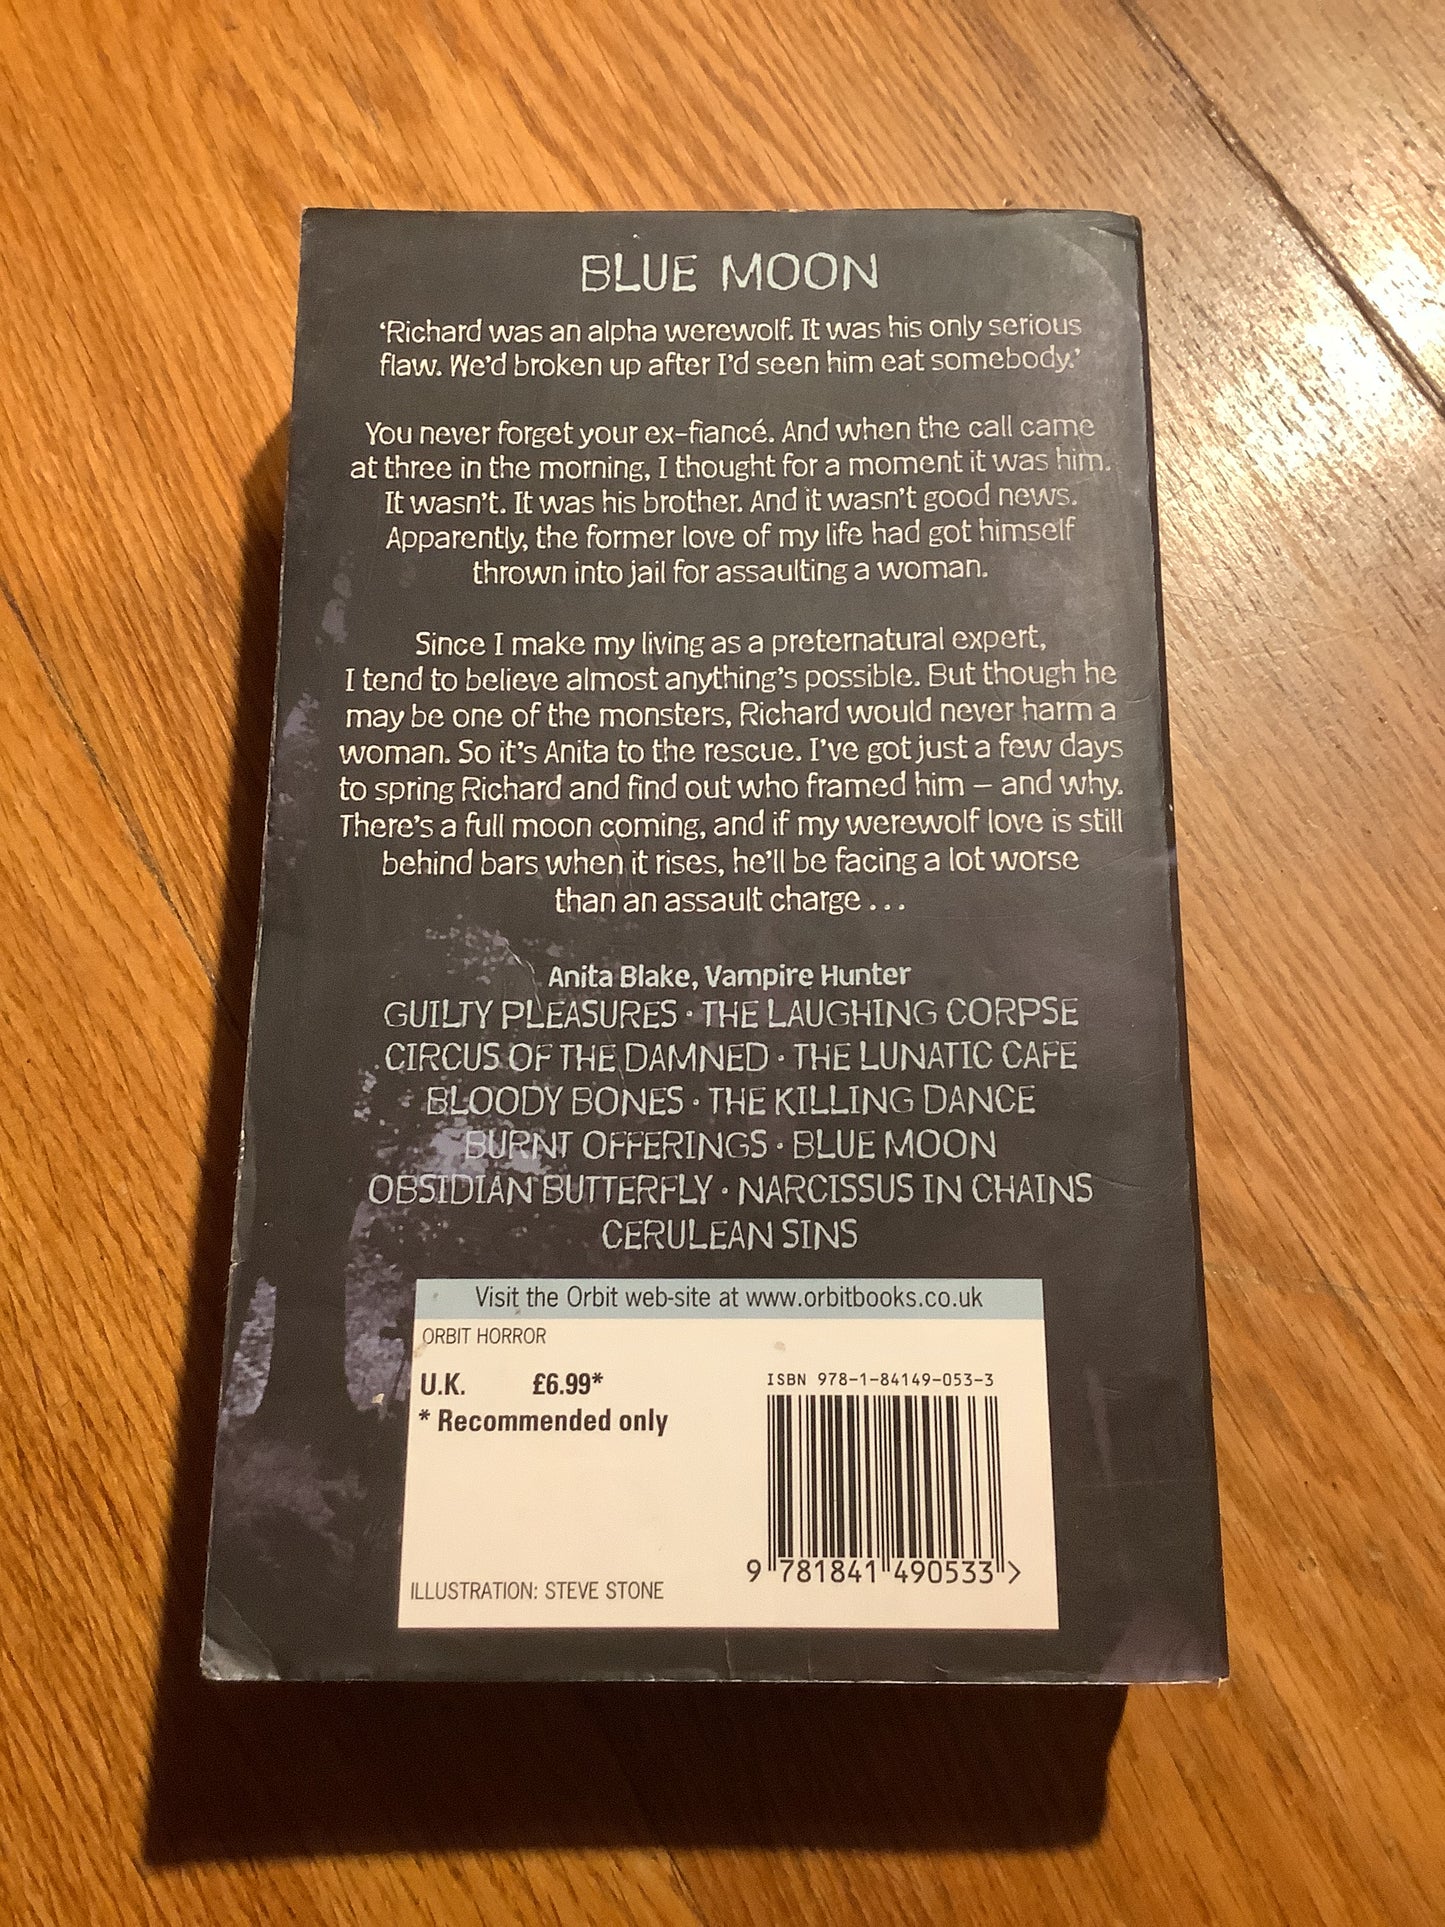 BLUE MOON
‘Richard was an alpha werewolf. It was his only serious
flaw. We’d broken up after I’d seen him eat somebody.’
You never forget your ex-fiancé. And when the call came
at three in the morning, I thought for a moment it was him.
It wasn’t. It was his brother. And it wasn’t good news.
Apparently, the former love of my life had got himself
thrown into jail for assaulting a woman.
Since I make my living as a preternatural expert,
I tend to believe almost anything’s possible. But though he
may be one of the monsters, Richard would never harm a
woman. So it’s Anita to the rescue. I’ve got just a few days
to spring Richard and find out who framed him – and why.
There’s a full moon coming, and if my werewolf love is still
behind bars when it rises, he’ll be facing a lot worse
than an assault charge . . .
Anita Blake, Vampire Hunter
GUILTY PLEASURES · THE LAUGHING CORPSE
CIRCUS OF THE DAMNED · THE LUNATIC CAFE
BLOODY BONES · THE KILLING DANCE
BURNT OFFERINGS · BLUE MOON
OBSIDIAN BUTTERFLY · NARCISSUS IN CHAINS
CERULEAN SINS
Visit the Orbit web-site at www.orbitbooks.co.uk
ORBIT HORROR
U.K. £6.99*
* Recommended only
ISBN 978-1-84149-053-3
9 781841 490533 >
ILLUSTRATION: STEVE STONE